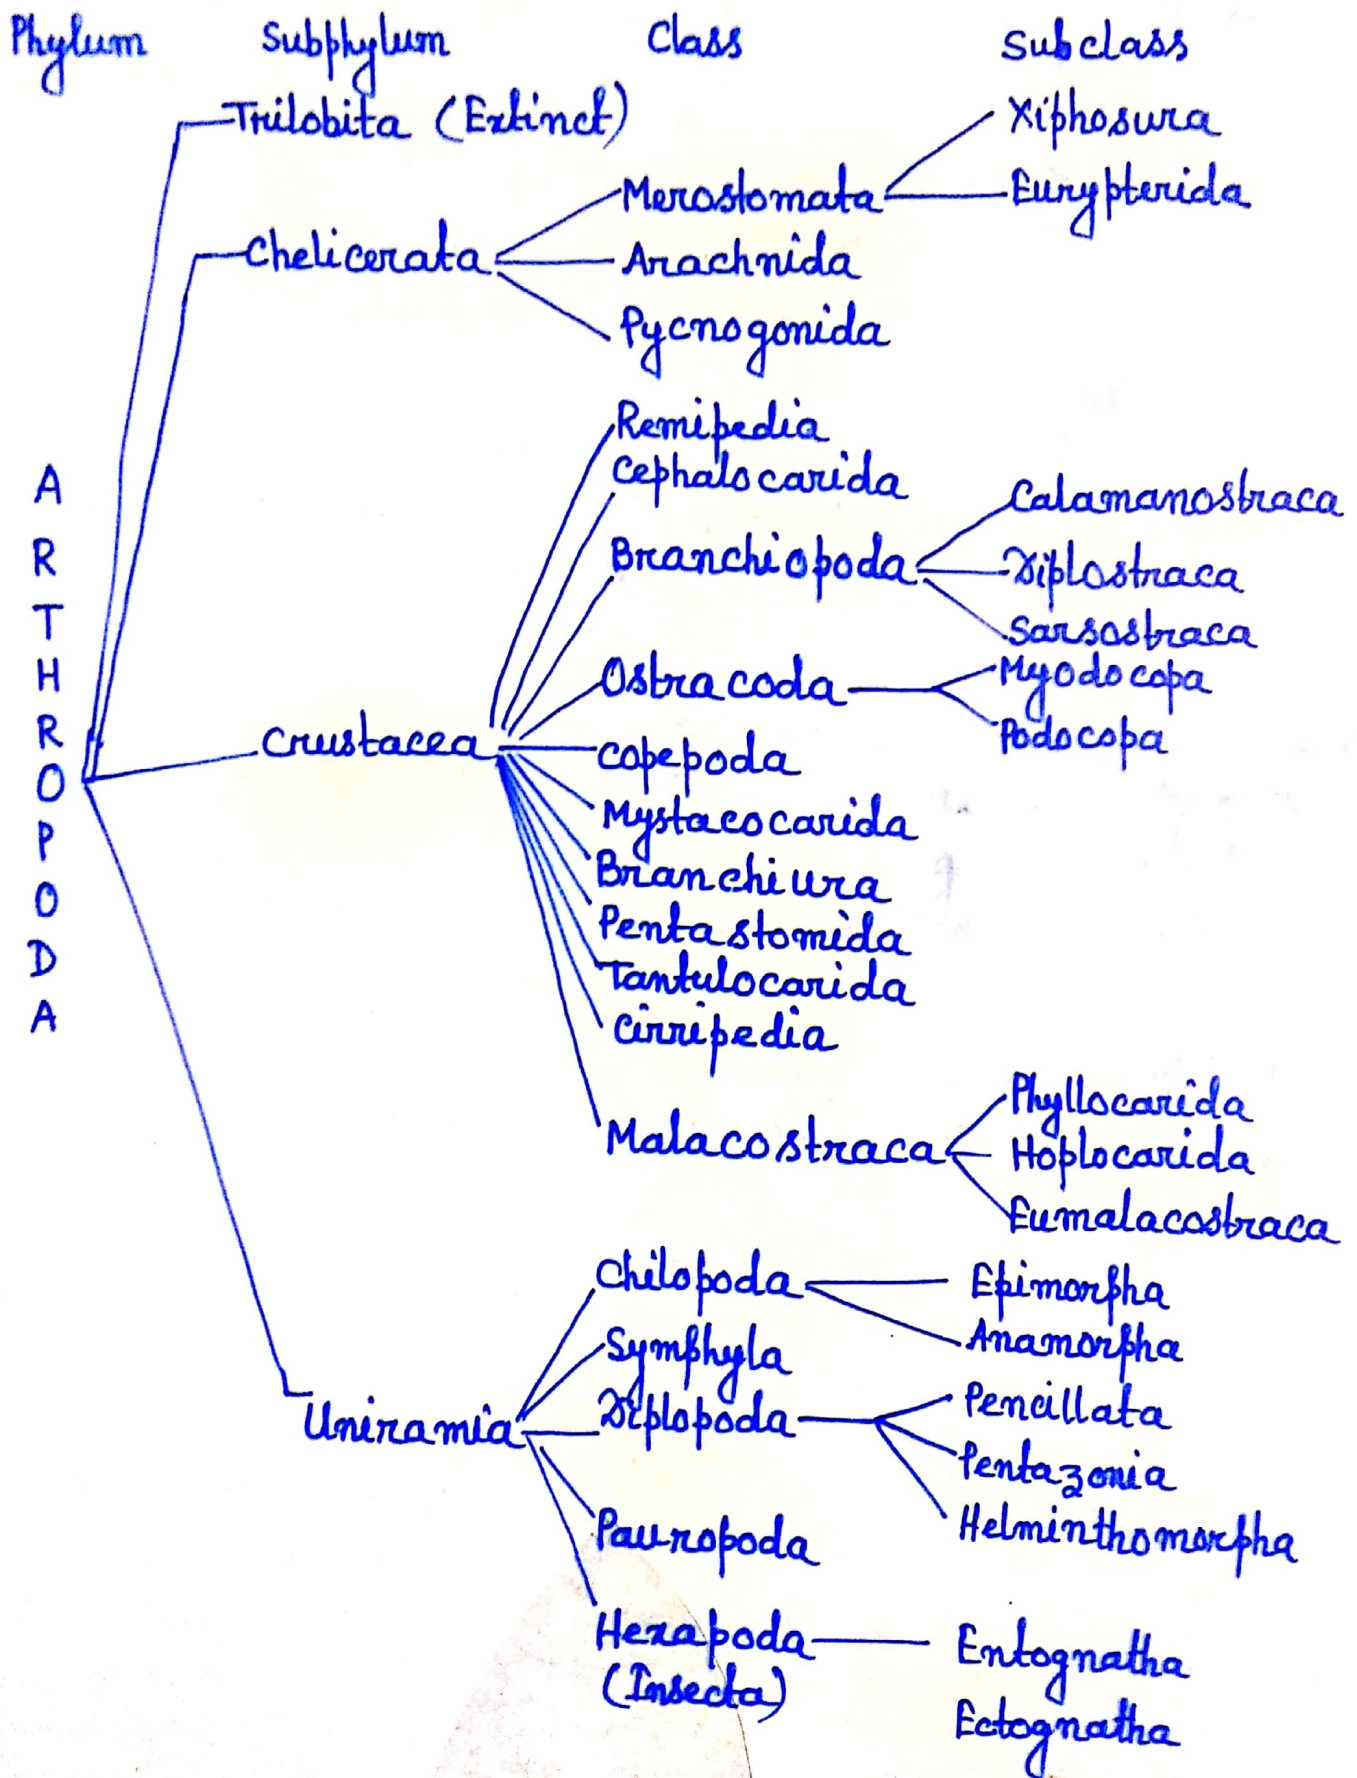 Phylum Subphylum Class Subclass
Trilobita (Extinct)
Xiphosura
Merostomata
Eurypterida
Chelicerata
Arachnida
Pycnogonida
Remipedia
Cephalocarida
Calamanostraca
Branchiopoda
Diplostraca
Sarsostraca
Ostracoda
Myodocopa
Podocopa
Crustacea
Copepoda
Mystacocarida
Branchiura
Pentastomida
Tantulocarida
Cirripedia
Malacostraca
Phyllocarida
Hoplocarida
Eumalacostraca
Chilopoda
Epimorpha
Anamorpha
Symphyla
Uniramia
Diplopoda
Pencillata
Pentazonia
Helminthomorpha
Pauropoda
Hexapoda
(Insecta)
Entognatha
Ectognatha
ARTHROPODA